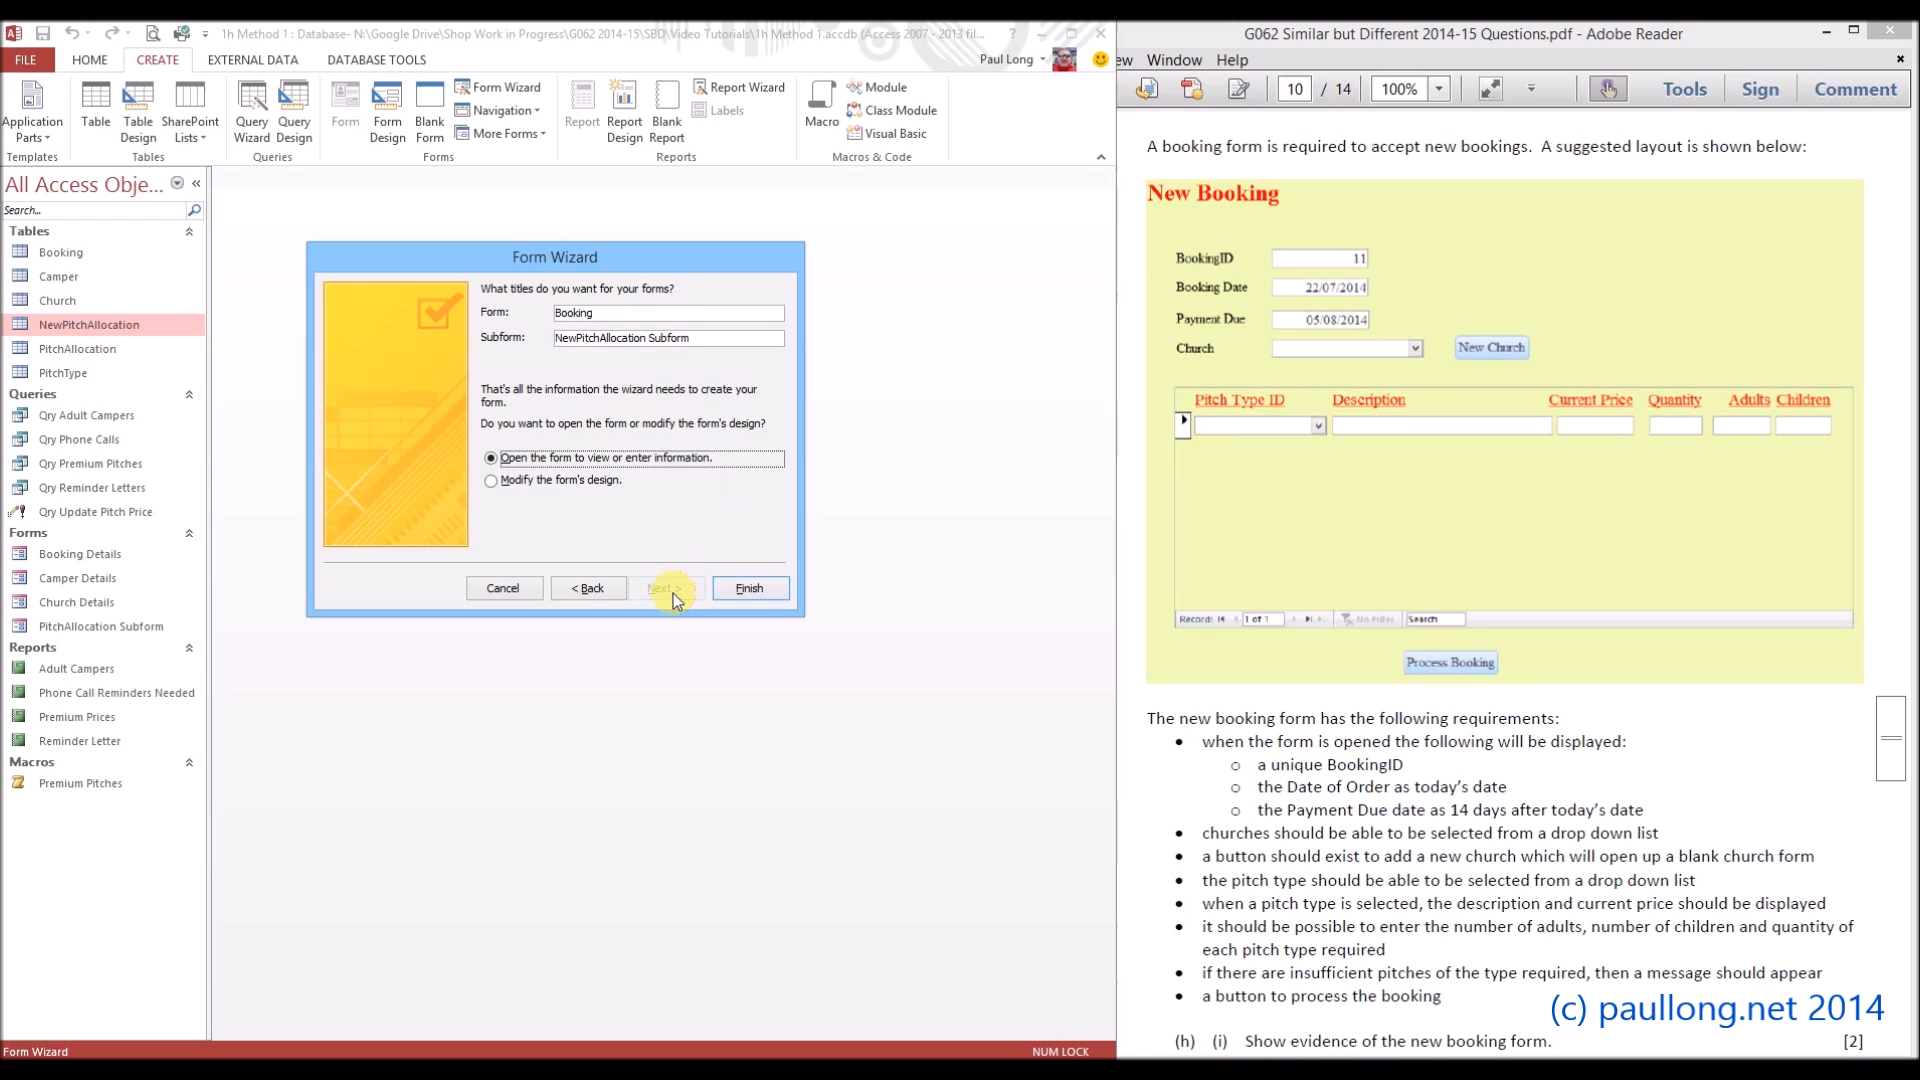 1h Method 1 : Database- N:\Google Drive\Shop Work in Progress\G062 2014-15\SBD\Video Tutorials\1h Method 1.accdb (Access 2007 - 2013 fil...
?
FILE HOME CREATE EXTERNAL DATA DATABASE TOOLS Paul Long
Application Parts
Table
Table Design
SharePoint Lists
Query Wizard
Query Design
Form
Form Design
Blank Form
Form Wizard
Navigation
More Forms
Report
Report Design
Blank Report
Report Wizard
Labels
Macro
Module
Class Module
Visual Basic
Templates Tables Queries Forms Reports Macros & Code
All Access Obje...
Search...
Tables
Booking
Camper
Church
NewPitchAllocation
PitchAllocation
PitchType
Queries
Qry Adult Campers
Qry Phone Calls
Qry Premium Pitches
Qry Reminder Letters
Qry Update Pitch Price
Forms
Booking Details
Camper Details
Church Details
PitchAllocation Subform
Reports
Adult Campers
Phone Call Reminders Needed
Premium Prices
Reminder Letter
Macros
Premium Pitches
Form Wizard
What titles do you want for your forms?
Form: Booking
Subform: NewPitchAllocation Subform
That's all the information the wizard needs to create your
form.
Do you want to open the form or modify the form's design?
Open the form to view or enter information.
Modify the form's design.
Cancel < Back Next > Finish
Form Wizard NUM LOCK
G062 Similar but Different 2014-15 Questions.pdf - Adobe Reader
ew Window Help
10 / 14 100% Tools Sign Comment
A booking form is required to accept new bookings. A suggested layout is shown below:
New Booking
BookingID 11
Booking Date 22/07/2014
Payment Due 05/08/2014
Church New Church
Pitch Type ID Description Current Price Quantity Adults Children
Record: 1 of 1 No Filter Search
Process Booking
The new booking form has the following requirements:
• when the form is opened the following will be displayed:
o a unique BookingID
o the Date of Order as today's date
o the Payment Due date as 14 days after today's date
• churches should be able to be selected from a drop down list
• a button should exist to add a new church which will open up a blank church form
• the pitch type should be able to be selected from a drop down list
• when a pitch type is selected, the description and current price should be displayed
• it should be possible to enter the number of adults, number of children and quantity of
each pitch type required
• if there are insufficient pitches of the type required, then a message should appear
• a button to process the booking
(c) paullong.net 2014
(h) (i) Show evidence of the new booking form. [2]